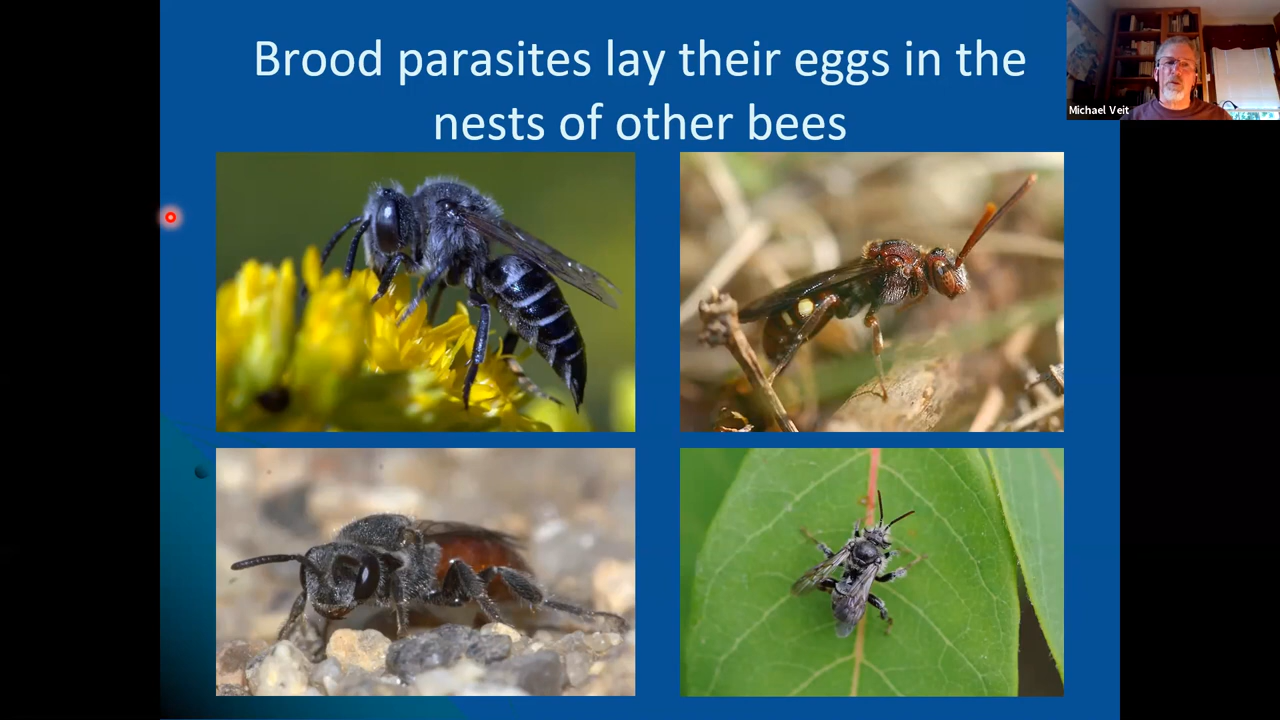 Brood parasites lay their eggs in the
nests of other bees
Michael Veit